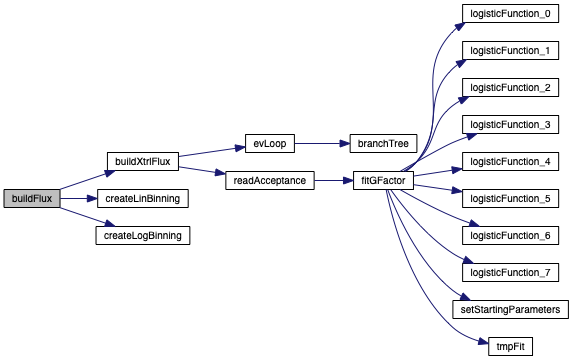 buildFlux
buildXtrlFlux
createLinBinning
createLogBinning
evLoop
readAcceptance
branchTree
fitGFactor
logisticFunction_0
logisticFunction_1
logisticFunction_2
logisticFunction_3
logisticFunction_4
logisticFunction_5
logisticFunction_6
logisticFunction_7
setStartingParameters
tmpFit